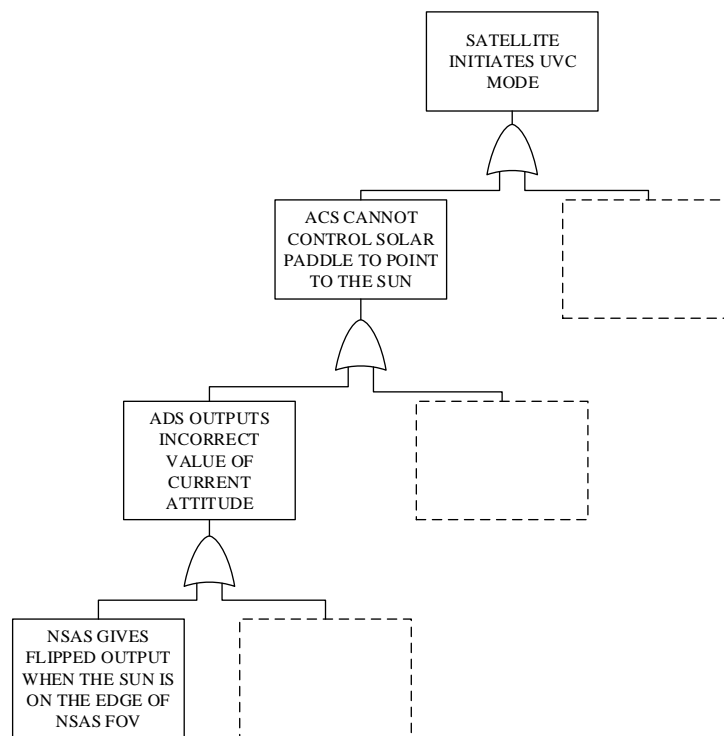 SATELLITE
INITIATES UVC
MODE
ACS CANNOT
CONTROL SOLAR
PADDLE TO POINT
TO THE SUN
ADS OUTPUTS
INCORRECT
VALUE OF
CURRENT
ATTITUDE
NSAS GIVES
FLIPPED OUTPUT
WHEN THE SUN IS
ON THE EDGE OF
NSAS FOV